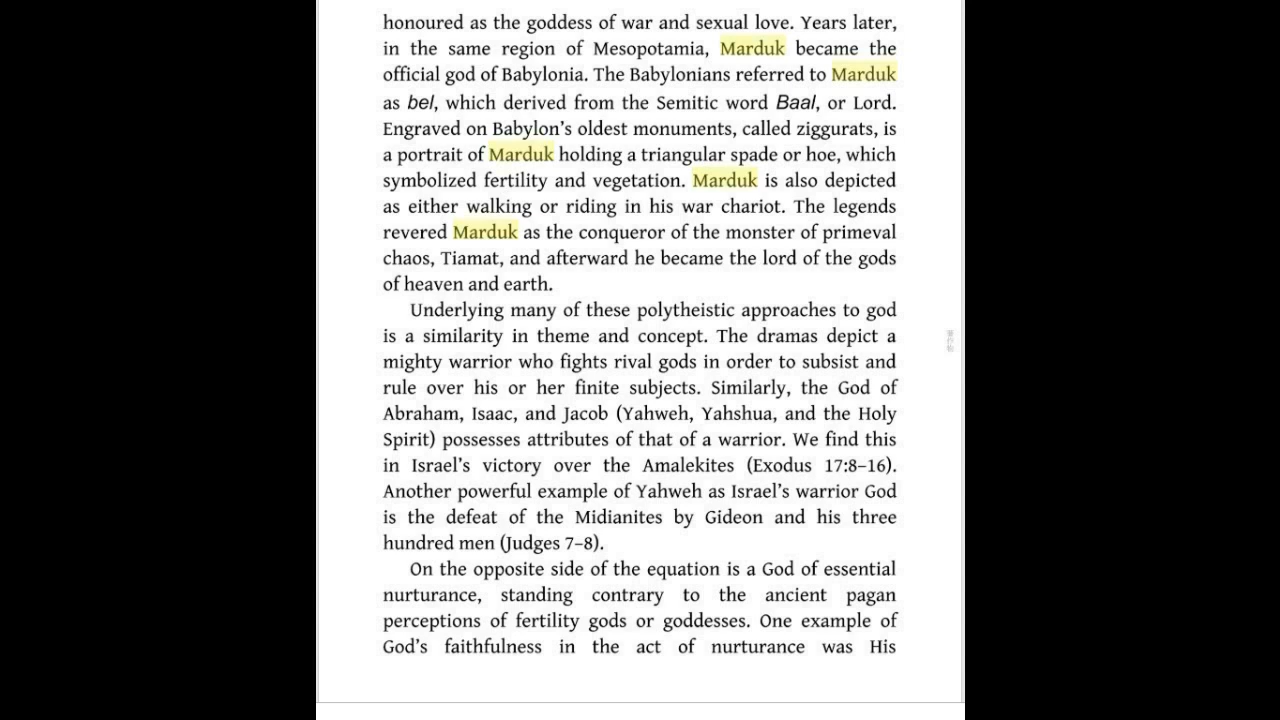 honoured as the goddess of war and sexual love. Years later,
in the same region of Mesopotamia, Marduk became the
official god of Babylonia. The Babylonians referred to Marduk
as bel, which derived from the Semitic word Baal, or Lord.
Engraved on Babylon’s oldest monuments, called ziggurats, is
a portrait of Marduk holding a triangular spade or hoe, which
symbolized fertility and vegetation. Marduk is also depicted
as either walking or riding in his war chariot. The legends
revered Marduk as the conqueror of the monster of primeval
chaos, Tiamat, and afterward he became the lord of the gods
of heaven and earth.
Underlying many of these polytheistic approaches to god
is a similarity in theme and concept. The dramas depict a
mighty warrior who fights rival gods in order to subsist and
rule over his or her finite subjects. Similarly, the God of
Abraham, Isaac, and Jacob (Yahweh, Yahshua, and the Holy
Spirit) possesses attributes of that of a warrior. We find this
in Israel’s victory over the Amalekites (Exodus 17:8–16).
Another powerful example of Yahweh as Israel’s warrior God
is the defeat of the Midianites by Gideon and his three
hundred men (Judges 7–8).
On the opposite side of the equation is a God of essential
nurturance, standing contrary to the ancient pagan
perceptions of fertility gods or goddesses. One example of
God’s faithfulness in the act of nurturance was His